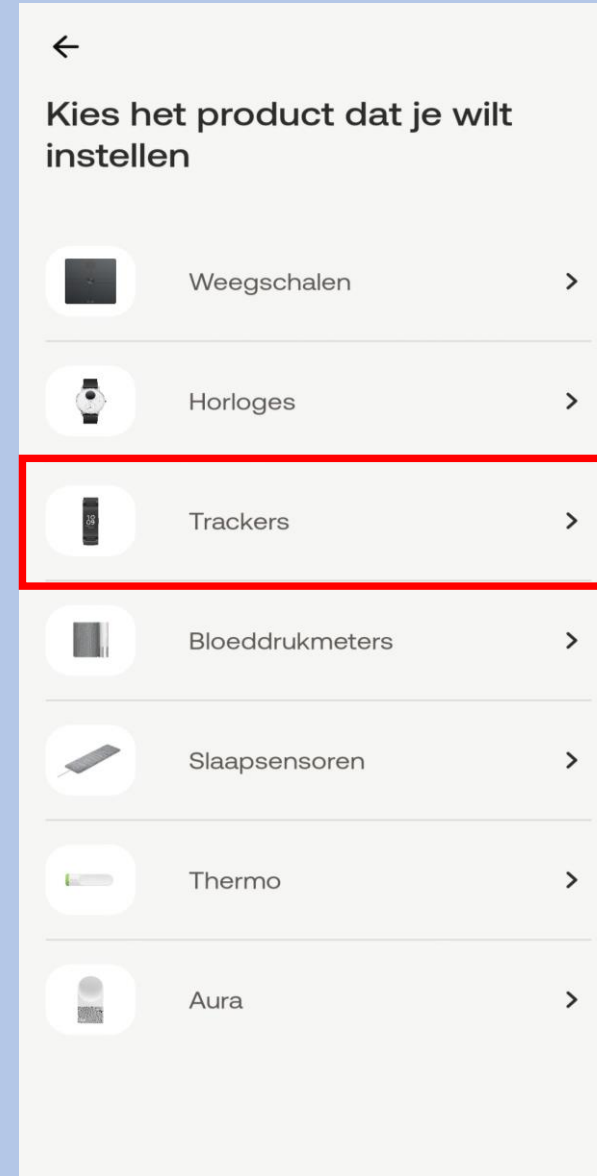 Kies het product dat je wilt
instellen
Weegschalen
Horloges
Trackers
Bloeddrukmeters
Slaapsensoren
Thermo
Aura